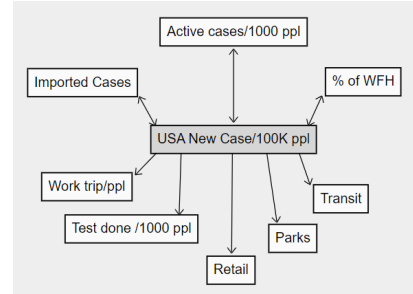 Active cases/1000 ppl
Imported Cases
% of WFH
USA New Case/100K ppl
Work trip/ppl
Transit
Test done /1000 ppl
Parks
Retail